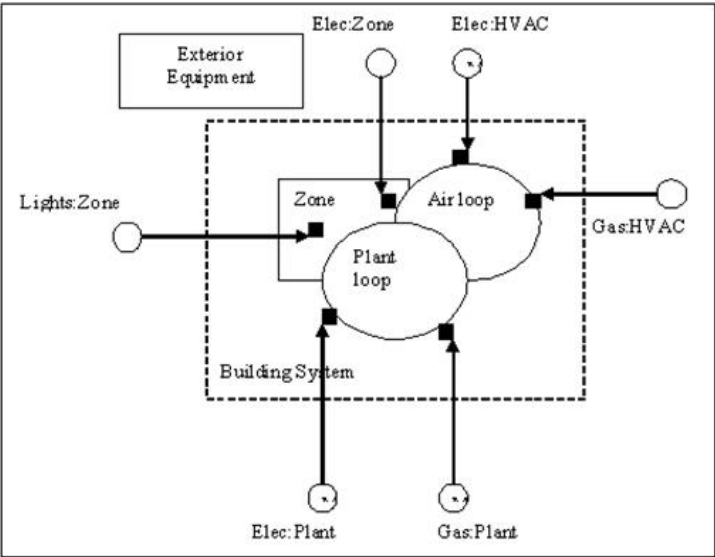 Elec:Zone
Elec:HVAC
Exterior
Equipment
Lights:Zone
Zone
Air loop
Gas:HVAC
Plant
loop
Building System
Elec:Plant
Gas:Plant